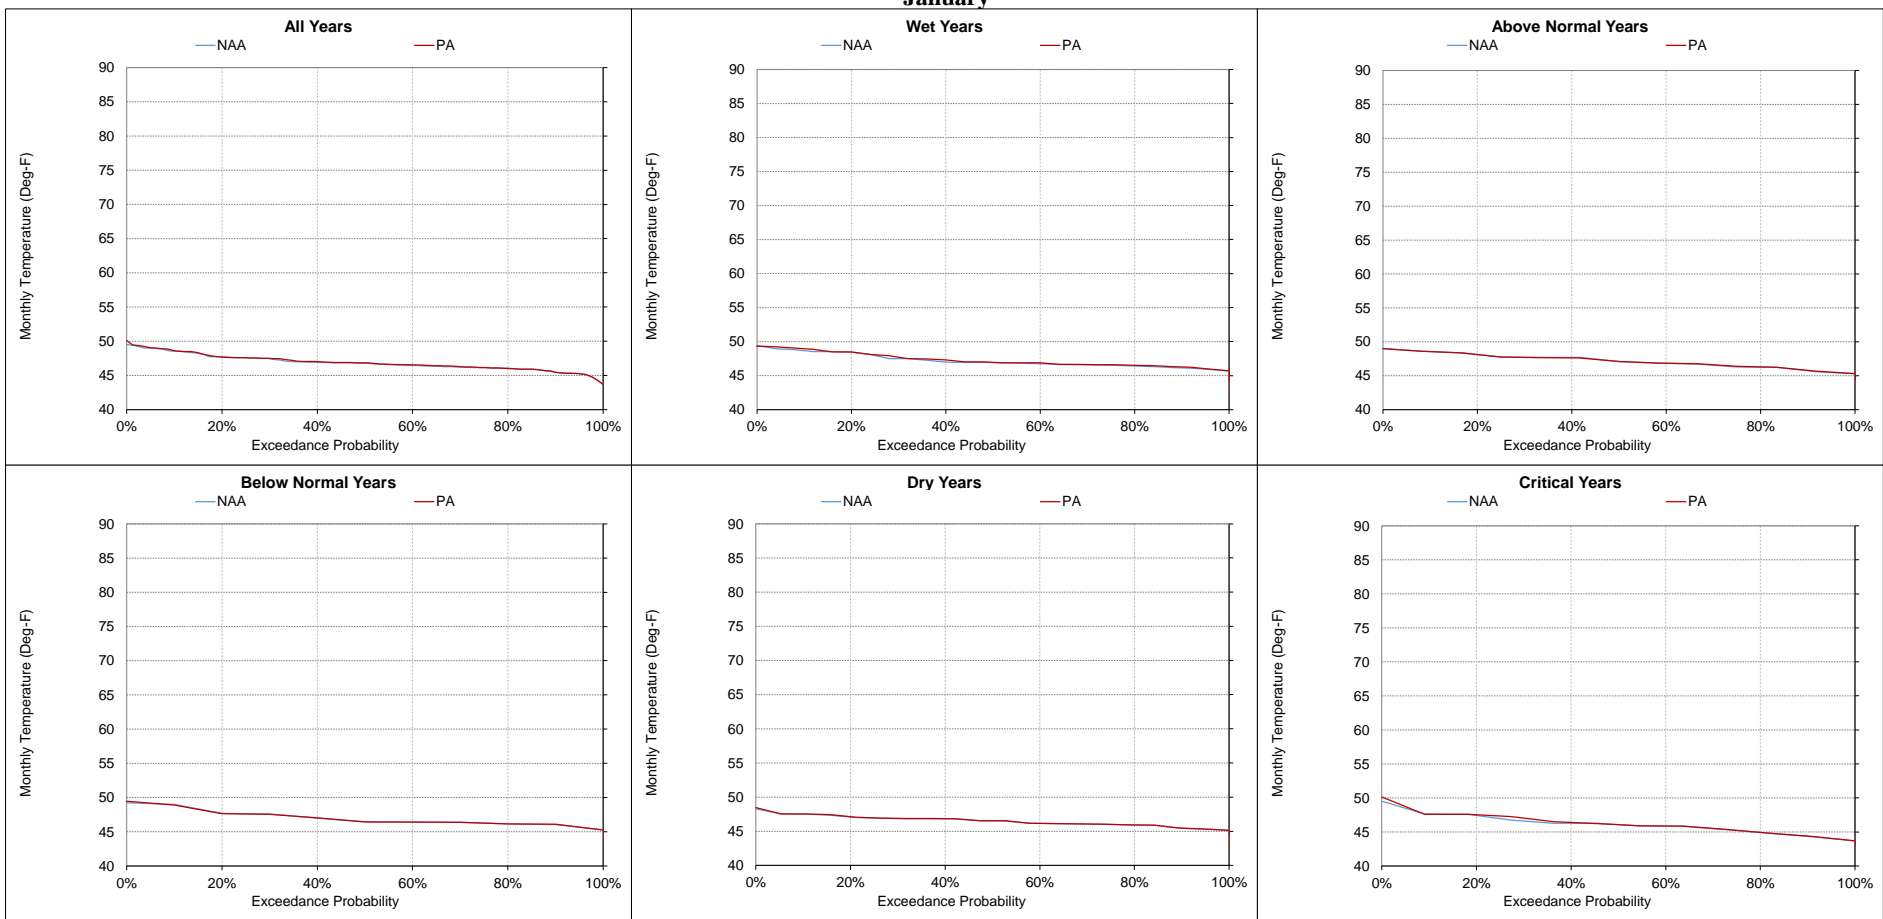 January
All Years
NAA PA
90
85
80
75
70
65
60
55
50
45
40
0% 20% 40% 60% 80% 100%
Exceedance Probability
Monthly Temperature (Deg-F)
Wet Years
NAA PA
90
85
80
75
70
65
60
55
50
45
40
0% 20% 40% 60% 80% 100%
Exceedance Probability
Monthly Temperature (Deg-F)
Above Normal Years
NAA PA
90
85
80
75
70
65
60
55
50
45
40
0% 20% 40% 60% 80% 100%
Exceedance Probability
Monthly Temperature (Deg-F)
Below Normal Years
NAA PA
90
85
80
75
70
65
60
55
50
45
40
0% 20% 40% 60% 80% 100%
Exceedance Probability
Monthly Temperature (Deg-F)
Dry Years
NAA PA
90
85
80
75
70
65
60
55
50
45
40
0% 20% 40% 60% 80% 100%
Exceedance Probability
Monthly Temperature (Deg-F)
Critical Years
NAA PA
90
85
80
75
70
65
60
55
50
45
40
0% 20% 40% 60% 80% 100%
Exceedance Probability
Monthly Temperature (Deg-F)